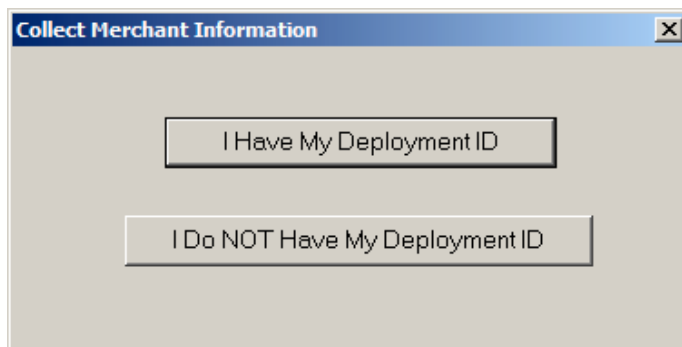 Collect Merchant Information
I Have My Deployment ID
I Do NOT Have My Deployment ID